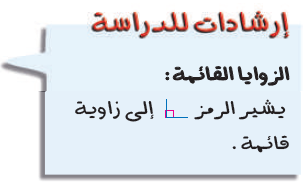 إرشادات للدراسة
الزوايا القائمة:
يشير الرمز إلى زاوية
قائمة.